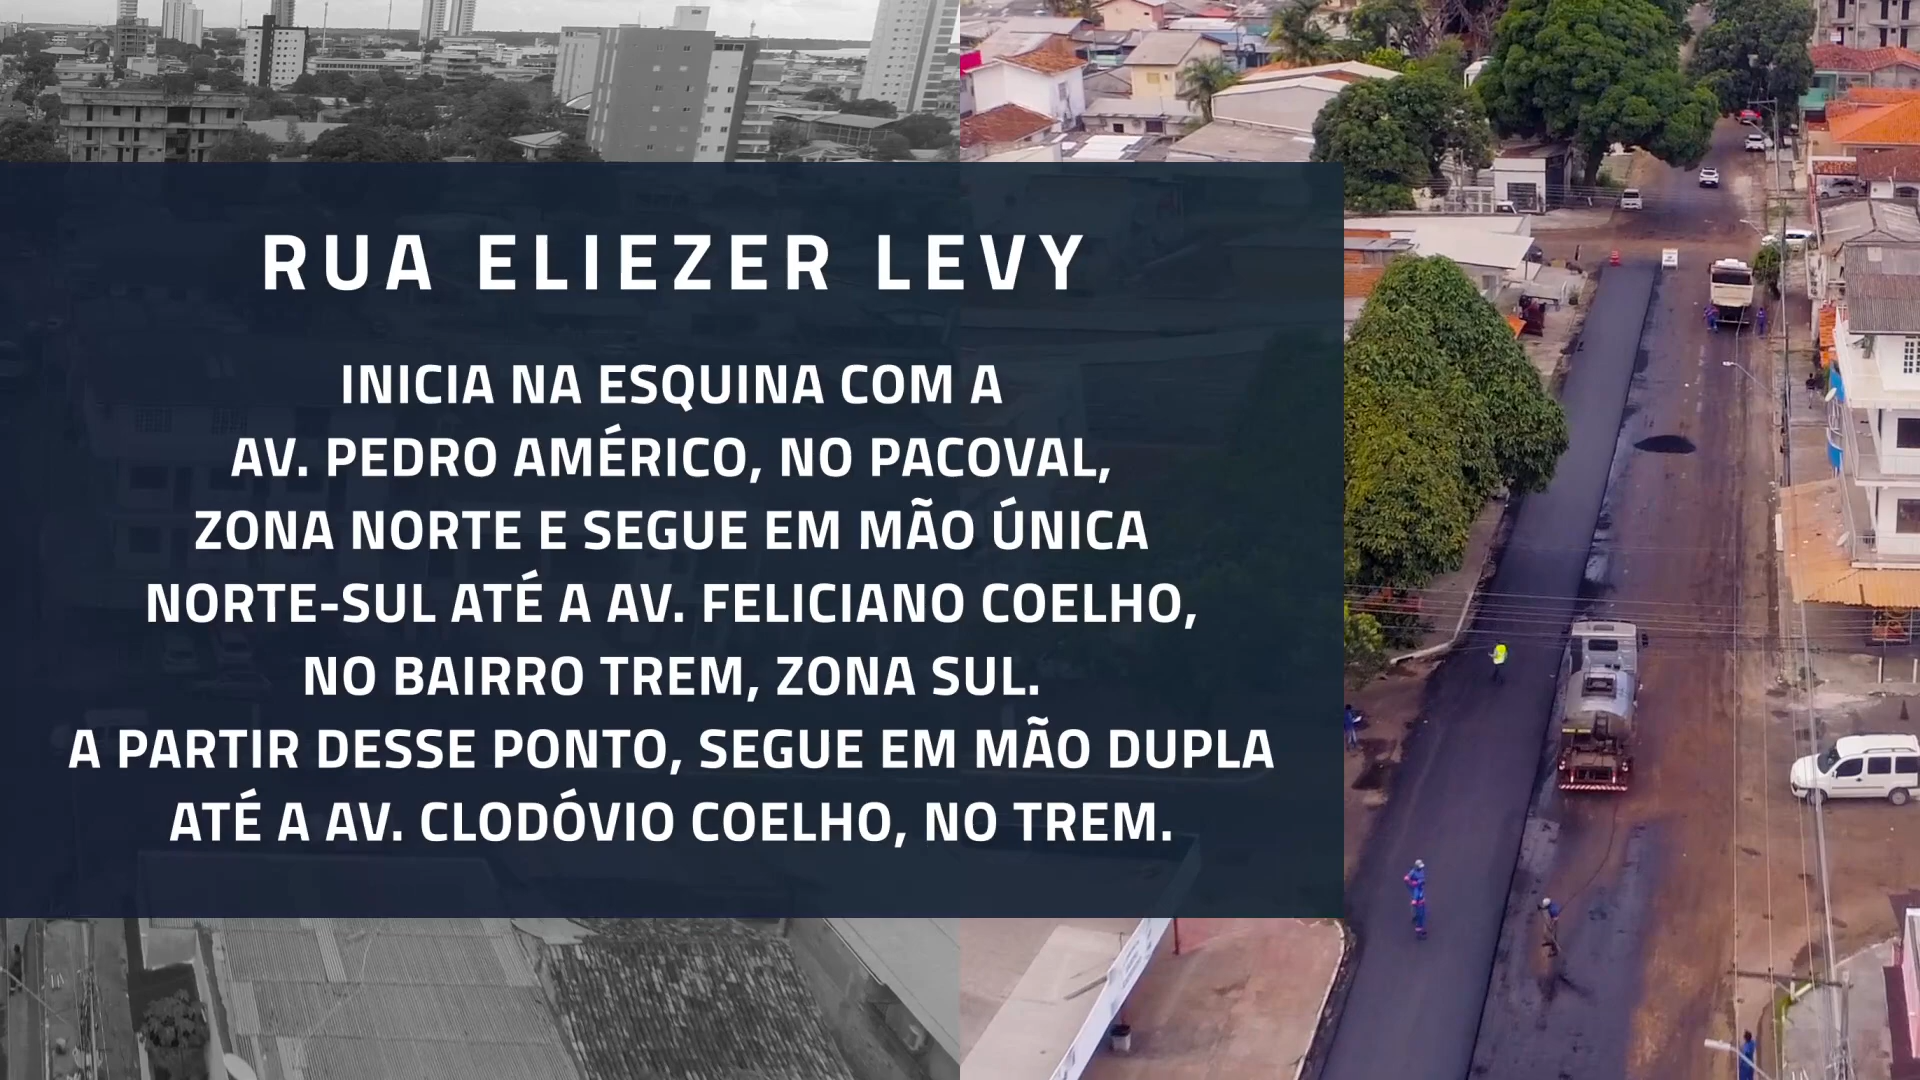 RUA ELIEZER LEVY
INICIA NA ESQUINA COM A
AV. PEDRO AMÉRICO, NO PACOVAL,
ZONA NORTE E SEGUE EM MÃO ÚNICA
NORTE-SUL ATÉ A AV. FELICIANO COELHO,
NO BAIRRO TREM, ZONA SUL.
A PARTIR DESSE PONTO, SEGUE EM MÃO DUPLA
ATÉ A AV. CLODÓVIO COELHO, NO TREM.